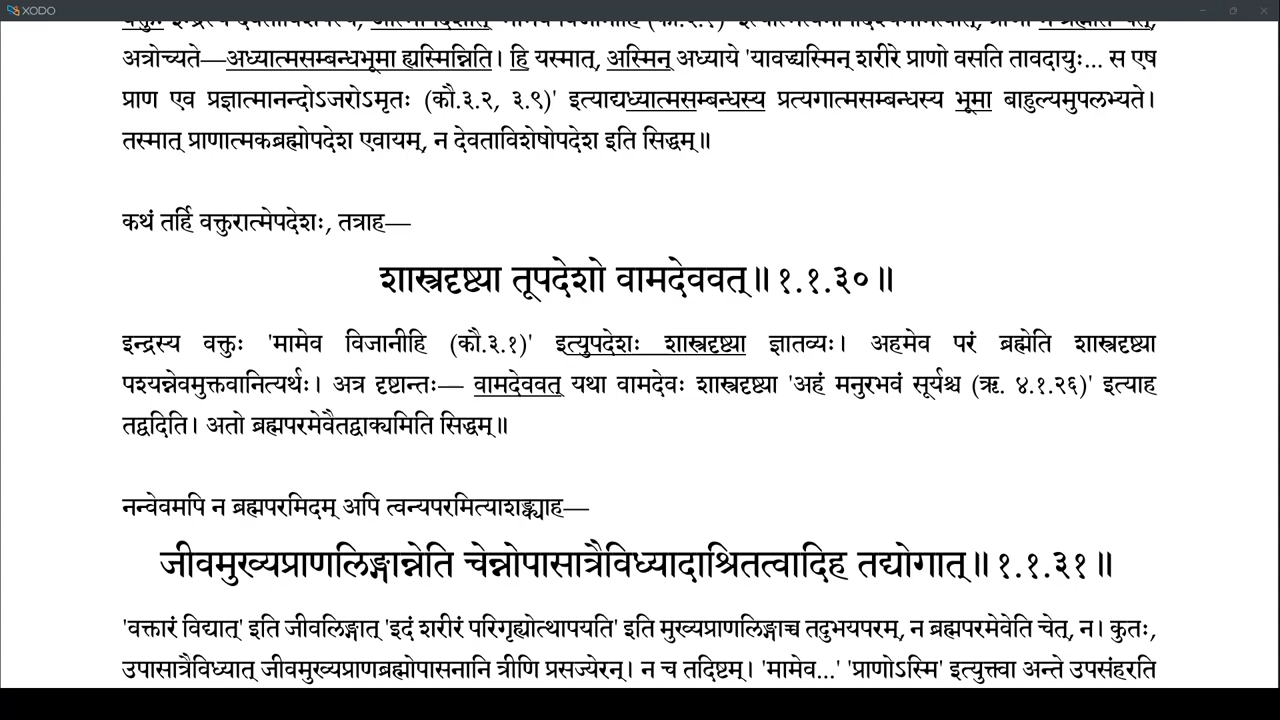 XODO
अत्रोच्यते—अध्यात्मसम्बन्धभूमा ह्यस्मिन्निति। हि यस्मात्, अस्मिन् अध्याये 'यावद्ध्यस्मिन् शरीरे प्राणो वसति तावदायुः... स एष
प्राण एव प्रज्ञात्मानन्दोऽजरोऽमृतः (कौ.३.२, ३.९)' इत्याद्यध्यात्मसम्बन्धस्य प्रत्यगात्मसम्बन्धस्य भूमा बाहुल्यमुपलभ्यते।
तस्मात् प्राणात्मकब्रह्मोपदेश एवायम्, न देवताविशेषोपदेश इति सिद्धम्॥
कथं तर्हि वक्तुरात्मेपदेशः, तत्राह—
शास्त्रदृष्ट्या तूपदेशो वामदेववत्॥१.१.३०॥
इन्द्रस्य वक्तुः 'मामेव विजानीहि (कौ.३.१)' इत्युपदेशः शास्त्रदृष्ट्या ज्ञातव्यः। अहमेव परं ब्रह्मेति शास्त्रदृष्ट्या
पश्यन्नेवमुक्तवानित्यर्थः। अत्र दृष्टान्तः— वामदेववत् यथा वामदेवः शास्त्रदृष्ट्या 'अहं मनुरभवं सूर्यश्च (ऋ. ४.१.२६)' इत्याह
तद्वदिति। अतो ब्रह्मपरमेवैतद्वाक्यमिति सिद्धम्॥
नन्वेवमपि न ब्रह्मपरमिदम् अपि त्वन्यपरमित्याशङ्क्याह—
जीवमुख्यप्राणलिङ्गान्नेति चेन्नोपासात्रैविध्यादाश्रितत्वादिह तद्योगात्॥१.१.३१॥
'वक्तारं विद्यात्' इति जीवलिङ्गात् 'इदं शरीरं परिगृह्योत्थापयति' इति मुख्यप्राणलिङ्गाच्च तदुभयपरम्, न ब्रह्मपरमेवेति चेत्, न। कुतः,
उपासात्रैविध्यात् जीवमुख्यप्राणब्रह्मोपासनानि त्रीणि प्रसज्येरन्। न च तदिष्टम्। 'मामेव...' 'प्राणोऽस्मि' इत्युक्त्वा अन्ते उपसंहरति